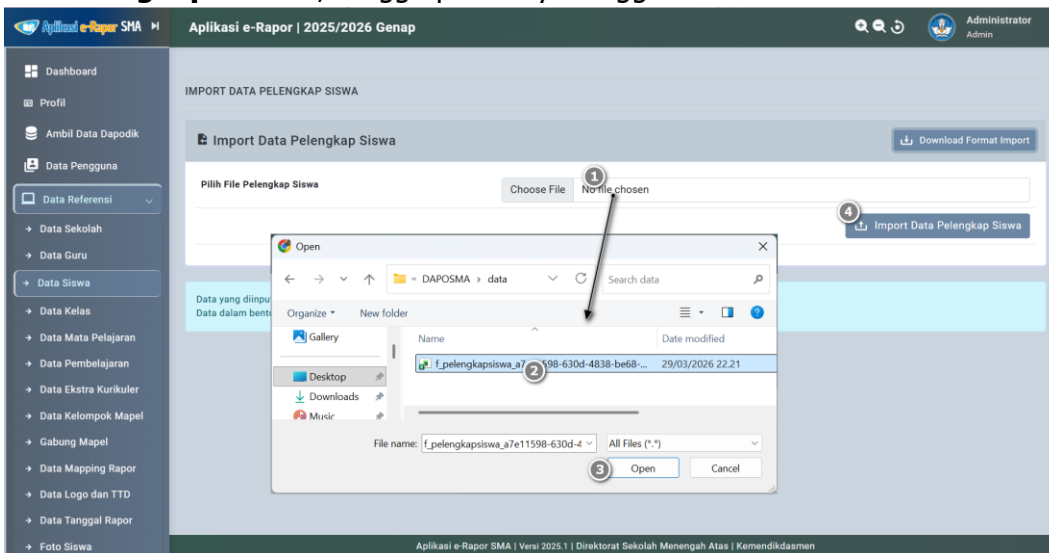 Aplikasi e-Rapor SMA
Aplikasi e-Rapor | 2025/2026 Genap
Administrator
Admin
Dashboard
Profil
Ambil Data Dapodik
Data Pengguna
Data Referensi
Data Sekolah
Data Guru
Data Siswa
Data Kelas
Data Mata Pelajaran
Data Pembelajaran
Data Ekstra Kurikuler
Data Kelompok Mapel
Gabung Mapel
Data Mapping Rapor
Data Logo dan TTD
Data Tanggal Rapor
Foto Siswa
IMPORT DATA PELENGKAP SISWA
Import Data Pelengkap Siswa
Download Format Import
Pilih File Pelengkap Siswa
Choose File No file chosen
1
4
Import Data Pelengkap Siswa
Data yang diinpu
Data dalam bent
Open
« DAPOSMA > data
Search data
Organize
New folder
Gallery
Desktop
Downloads
Music
Name
Date modified
29/03/2026 22.21
2
File name: f_pelengkapsiswa_a7e11598-630d-4
All Files (*.*)
3
Open
Cancel
Aplikasi e-Rapor SMA | Versi 2025.1 | Direktorat Sekolah Menengah Atas | Kemendikdasmen